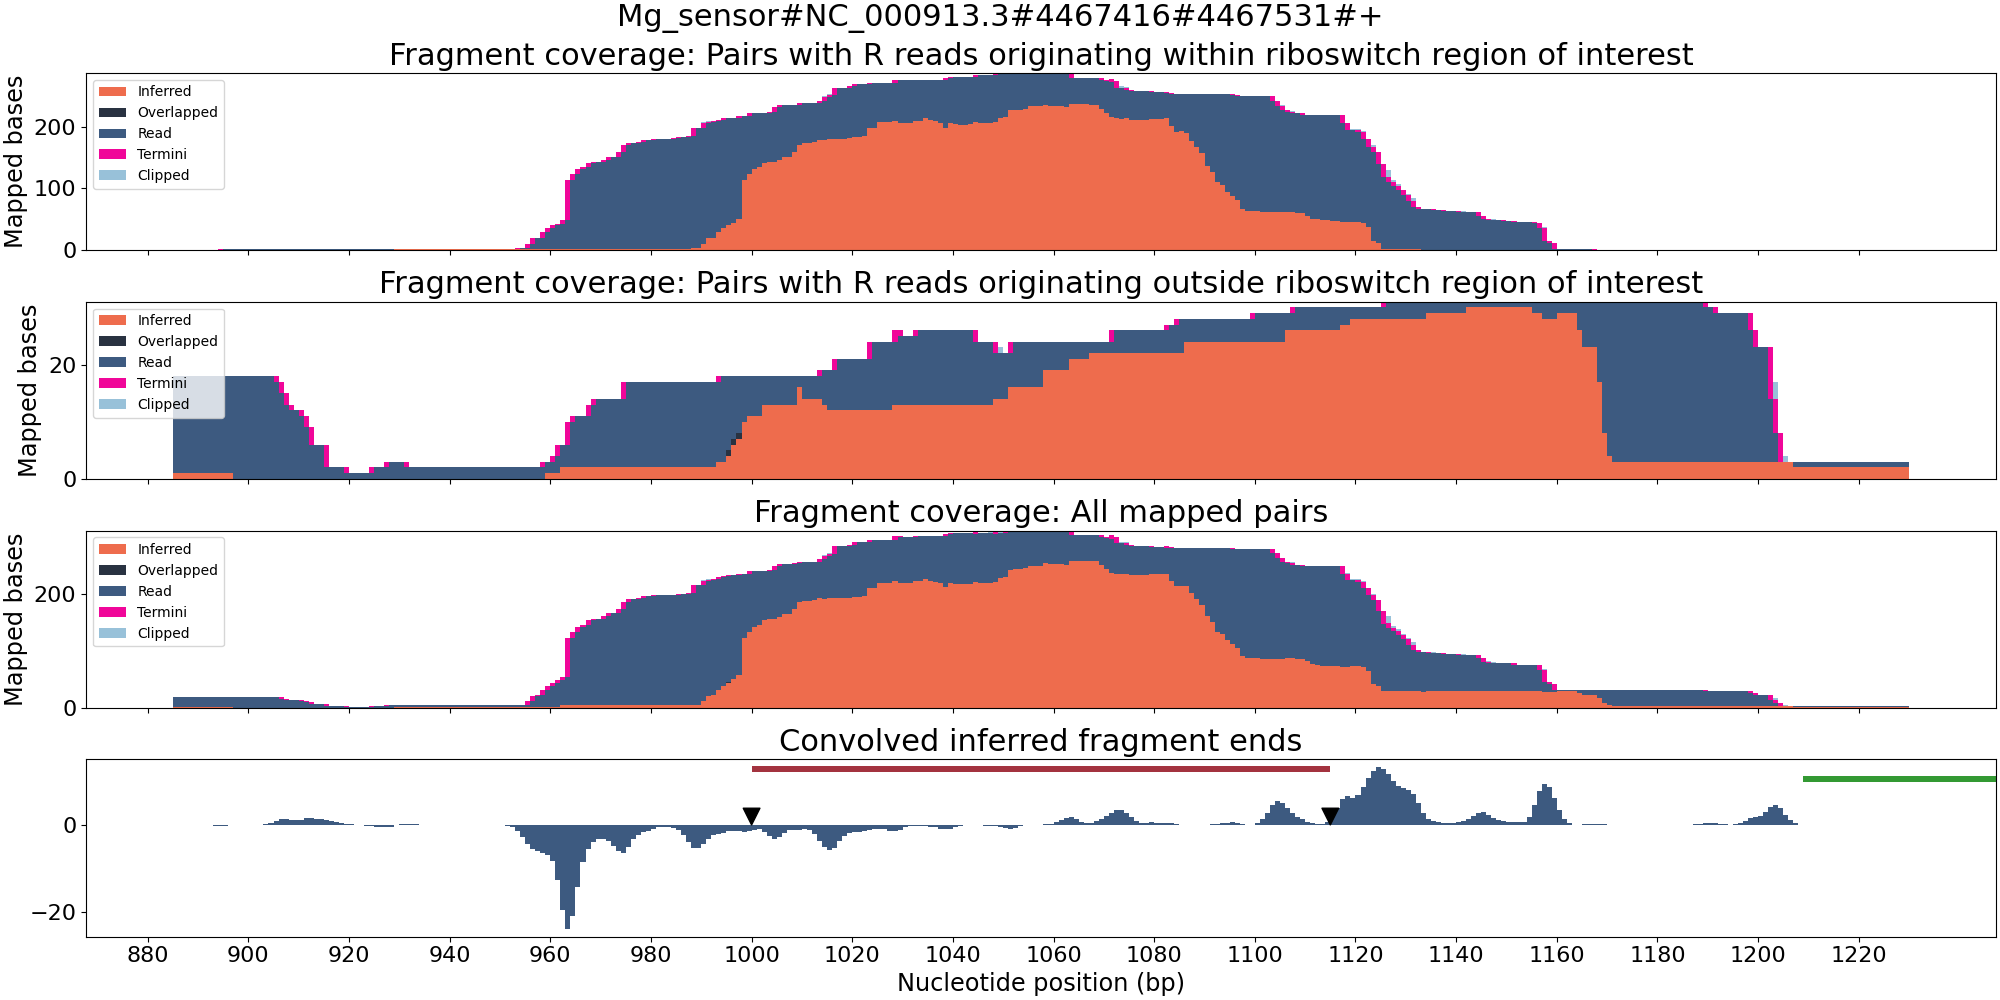 Mg_sensor#NC_000913.3#4467416#4467531#+
Fragment coverage: Pairs with R reads originating within riboswitch region of interest
Mapped bases
200
100
0
Inferred
Overlapped
Read
Termini
Clipped
Fragment coverage: Pairs with R reads originating outside riboswitch region of interest
Mapped bases
20
0
Inferred
Overlapped
Read
Termini
Clipped
Fragment coverage: All mapped pairs
Mapped bases
200
0
Inferred
Overlapped
Read
Termini
Clipped
Convolved inferred fragment ends
0
−20
880 900 920 940 960 980 1000 1020 1040 1060 1080 1100 1120 1140 1160 1180 1200 1220
Nucleotide position (bp)